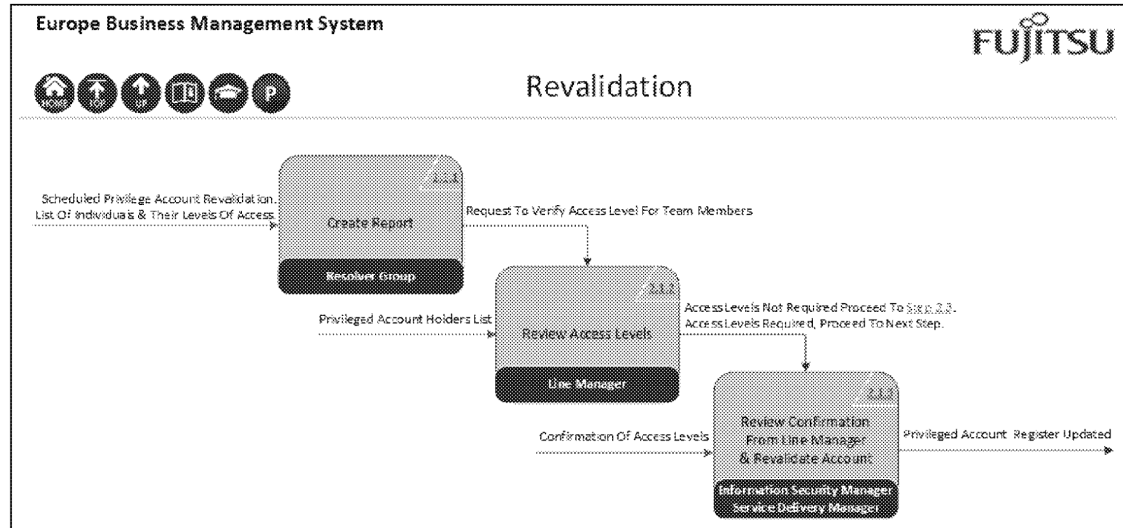 Europe Business Management System
FUJITSU
HOME
TOP
UP
P
Revalidation
Scheduled Privilege Account Revalidation.
List Of Individuals & Their Levels Of Access
Create Report
Resolver Group
Request To Verify Access Level For Team Members
2.1.2
Privileged Account Holders List
Review Access Levels
Line Manager
Access Levels Not Required Proceed To Step 2.3.
Access Levels Required, Proceed To Next Step.
2.1.3
Confirmation Of Access Levels
Review Confirmation
From Line Manager
& Revalidate Account
Information Security Manager
Service Delivery Manager
Privileged Account Register Updated